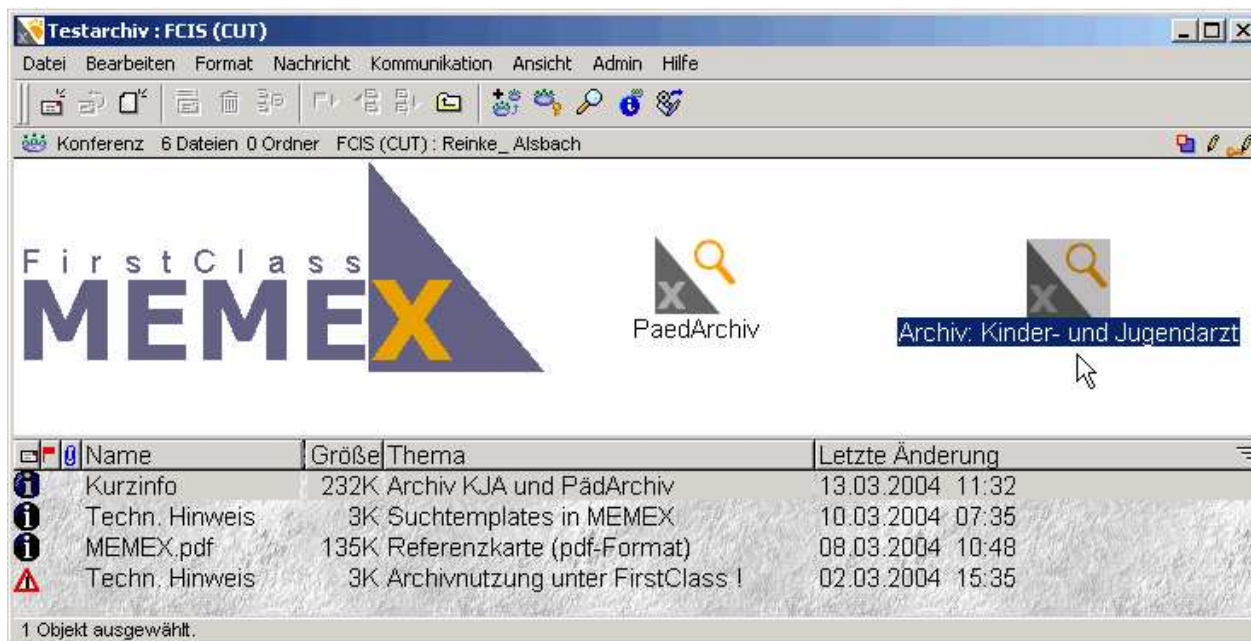 Testarchiv : FCIS (CUT)
Datei Bearbeiten Format Nachricht Kommunikation Ansicht Admin Hilfe
Konferenz 6 Dateien 0 Ordner FCIS (CUT) : Reinke_ Alsbach
FirstClass
MEMEX
X
PaedArchiv
X
Archiv: Kinder- und Jugendarzt
Name Größe Thema Letzte Änderung
Kurzinfo 232K Archiv KJA und PädArchiv 13.03.2004 11:32
Techn. Hinweis 3K Suchtemplates in MEMEX 10.03.2004 07:35
MEMEX.pdf 135K Referenzkarte (pdf-Format) 08.03.2004 10:48
Techn. Hinweis 3K Archivnutzung unter FirstClass ! 02.03.2004 15:35
1 Objekt ausgewählt.